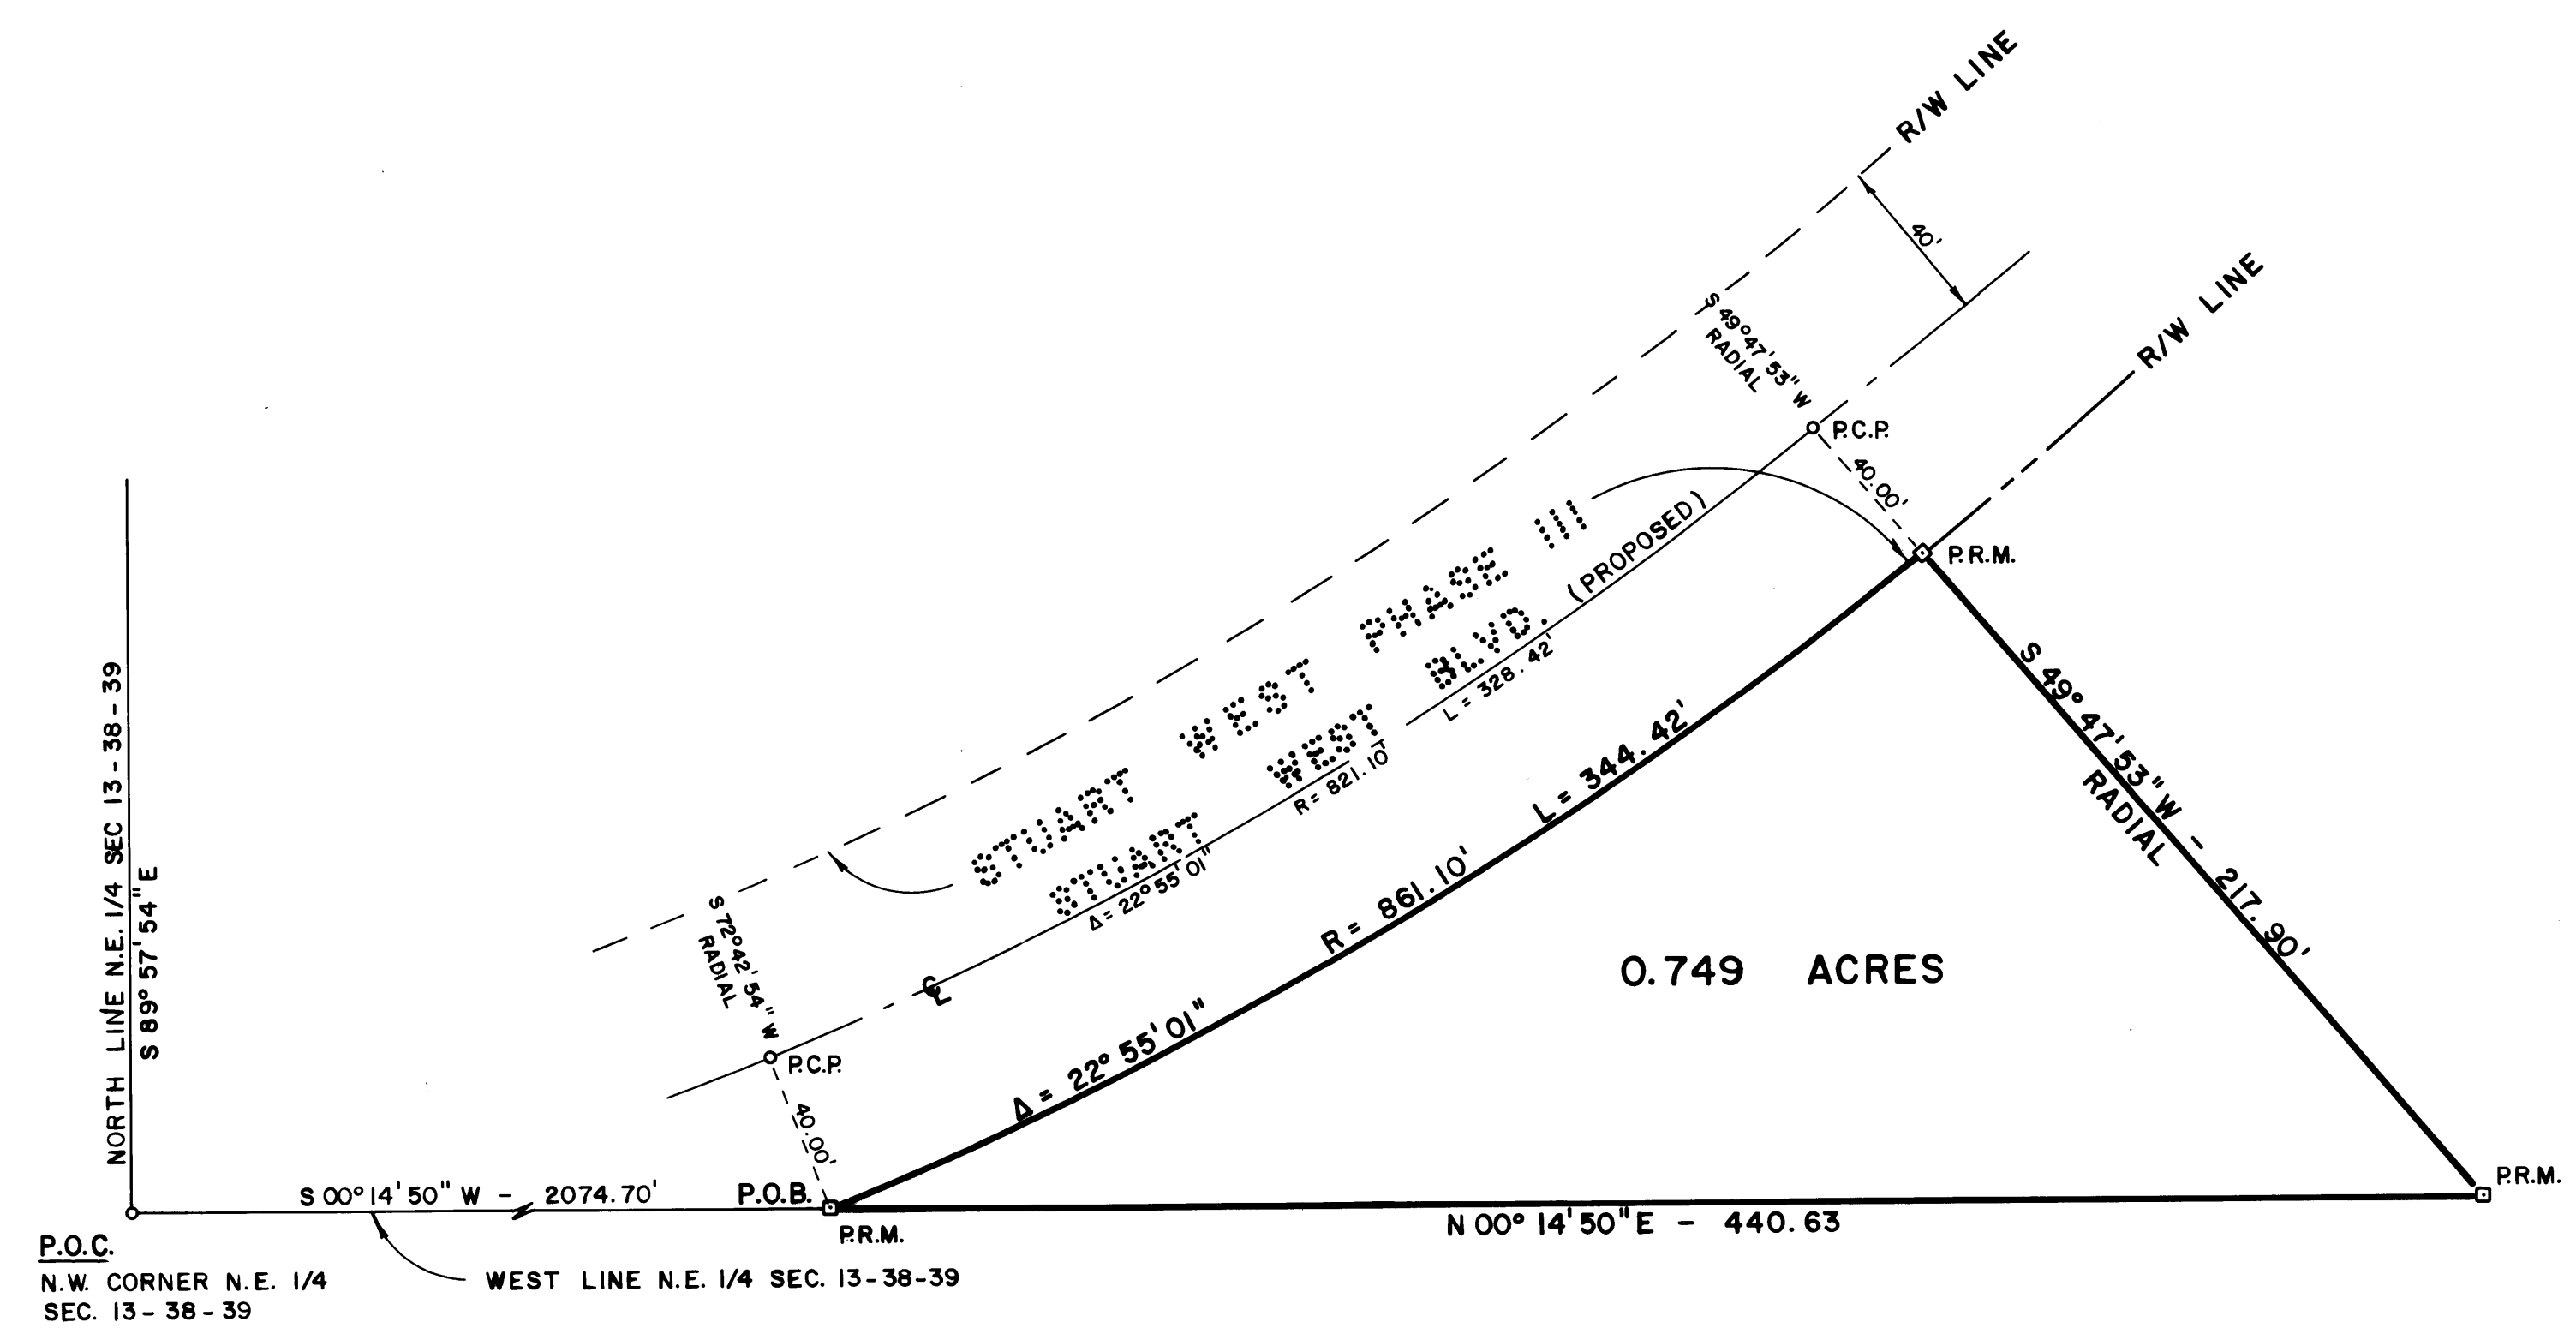 R/W LINE
40'
R/W LINE
S 49°47'53" W
RADIAL
P.C.P.
40.00'
P.R.M.
STUART WEST PHASE III
STUART WEST BLVD. (PROPOSED)
Δ= 22°55'01"
R= 821.10'
L= 328.42'
S 72°42'54" W
RADIAL
℄
P.C.P.
40.00'
Δ= 22°55'01"
R= 861.10'
L= 344.42'
S 49°47'53"W - 217.90'
RADIAL
0.749 ACRES
NORTH LINE N.E. 1/4 SEC 13-38-39
S 89°57'54"E
S 00°14'50" W - 2074.70'
P.O.B.
P.R.M.
N 00°14'50"E - 440.63
P.R.M.
P.O.C.
N.W. CORNER N.E. 1/4
SEC. 13-38-39
WEST LINE N.E. 1/4 SEC. 13-38-39